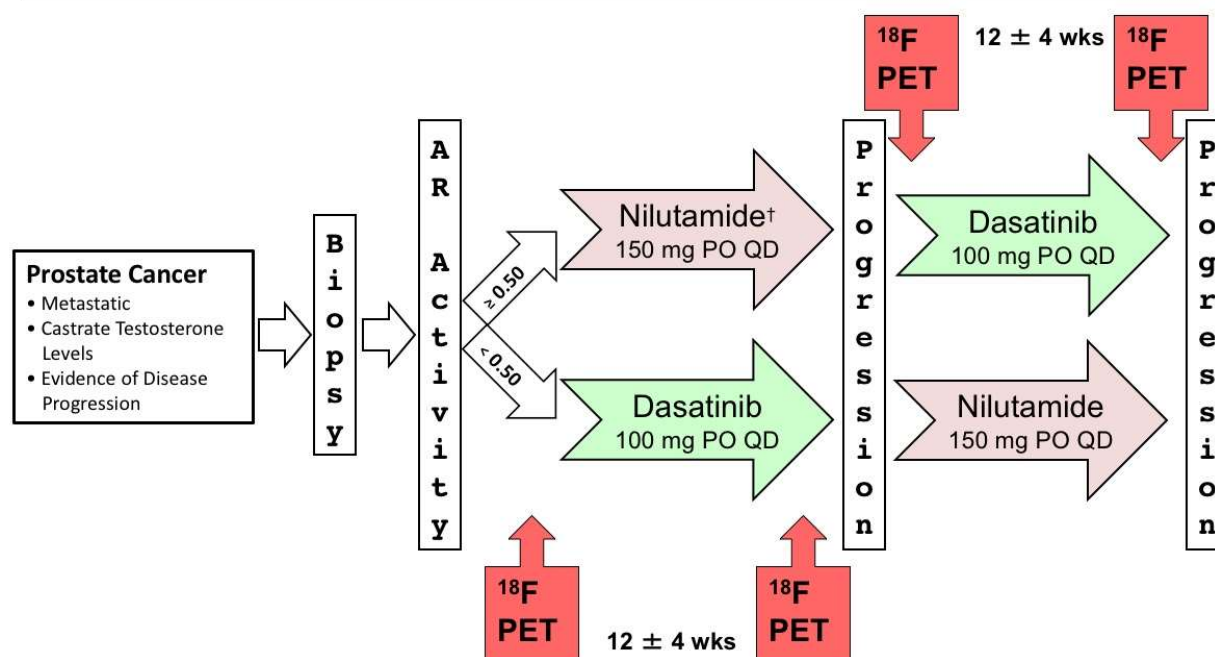 Prostate Cancer
• Metastatic
• Castrate Testosterone
Levels
• Evidence of Disease
Progression
Biopsy
AR Activity
≥ 0.50
< 0.50
Nilutamide†
150 mg PO QD
Dasatinib
100 mg PO QD
18F
PET
12 ± 4 wks
18F
PET
Progression
18F
PET
12 ± 4 wks
18F
PET
Dasatinib
100 mg PO QD
Nilutamide
150 mg PO QD
Progression